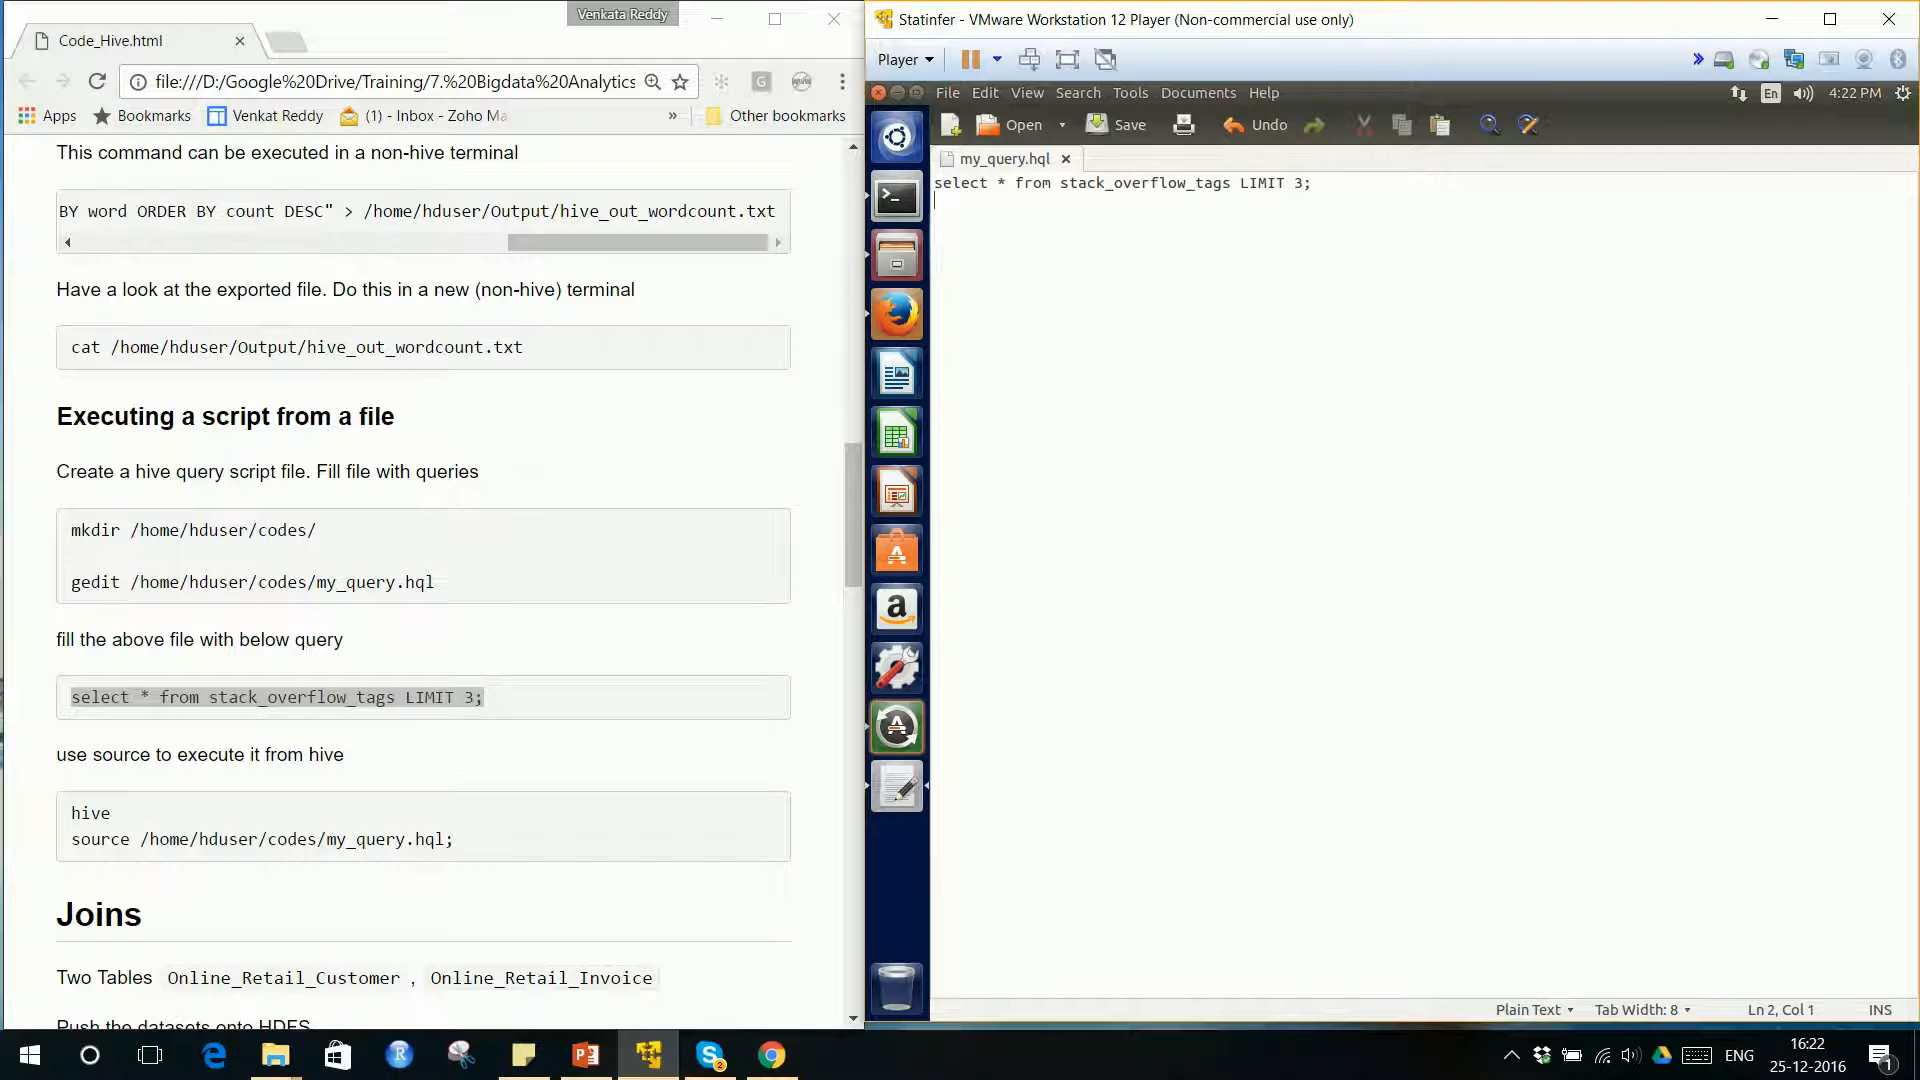 Code_Hive.html
Venkata Reddy
file:///D:/Google%20Drive/Training/7.%20Bigdata%20Analytics
Apps
Bookmarks
Venkat Reddy
(1) - Inbox - Zoho Ma
»
Other bookmarks
This command can be executed in a non-hive terminal
BY word ORDER BY count DESC" > /home/hduser/Output/hive_out_wordcount.txt
Have a look at the exported file. Do this in a new (non-hive) terminal
cat /home/hduser/Output/hive_out_wordcount.txt
Executing a script from a file
Create a hive query script file. Fill file with queries
mkdir /home/hduser/codes/
gedit /home/hduser/codes/my_query.hql
fill the above file with below query
select * from stack_overflow_tags LIMIT 3;
use source to execute it from hive
hive
source /home/hduser/codes/my_query.hql;
Joins
Two Tables Online_Retail_Customer , Online_Retail_Invoice
Push the datasets onto HDFS
Statinfer - VMware Workstation 12 Player (Non-commercial use only)
Player
File Edit View Search Tools Documents Help
En
4:22 PM
Open
Save
Undo
my_query.hql
select * from stack_overflow_tags LIMIT 3;
Plain Text
Tab Width: 8
Ln 2, Col 1
INS
ENG
16:22
25-12-2016